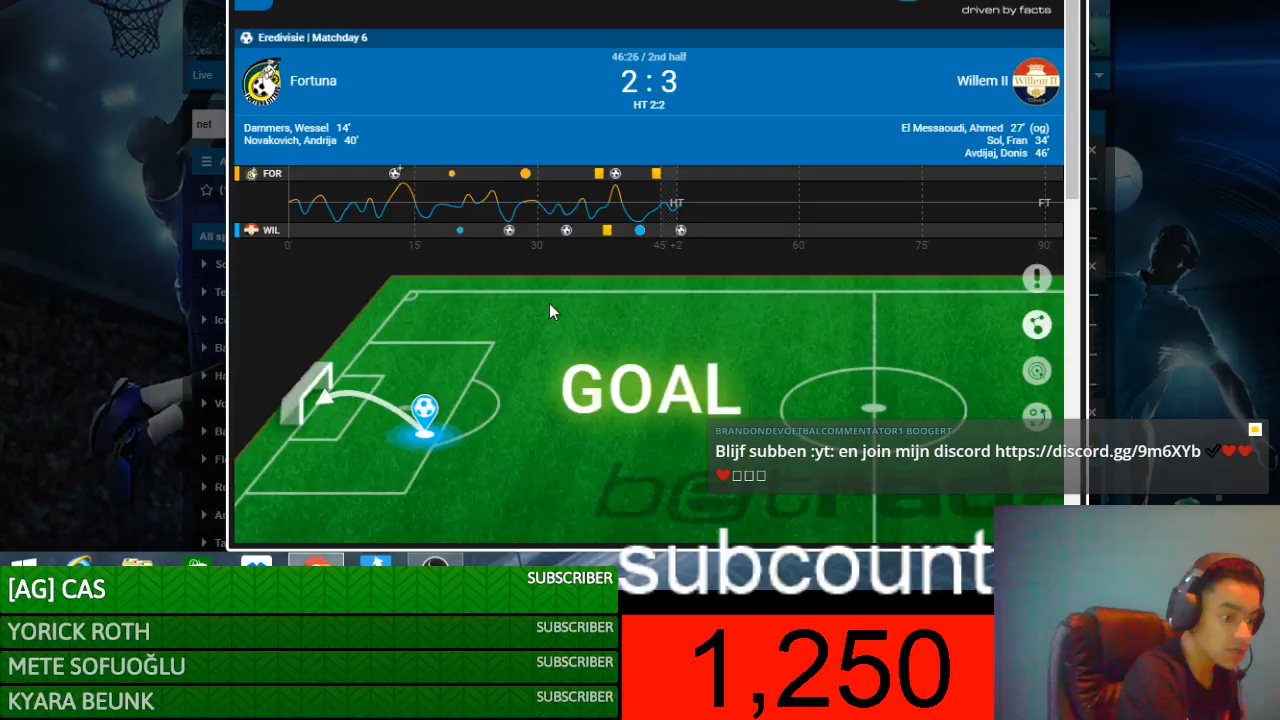 driven by facts
Eredivisie | Matchday 6
46:26 / 2nd half
Fortuna
2 : 3
Willem II
HT 2:2
Dammers, Wessel 14'
Novakovich, Andrija 40'
El Messaoudi, Ahmed 27' (og)
Sol, Fran 34'
Avdijaj, Donis 46'
Live
net
FOR
HT
FT
WIL
0' 15' 30' 45' +2' 60' 75' 90'
All sp
GOAL
BRANDONDEVOETBALCOMMENTATOR1 BOOGERT
Blijf subben :yt: en join mijn discord https://discord.gg/9m6XYb ✓❤❤
❤□□□
subcount
[AG] CAS SUBSCRIBER
YORICK ROTH SUBSCRIBER
METE SOFUOĞLU SUBSCRIBER
KYARA BEUNK SUBSCRIBER
1,250